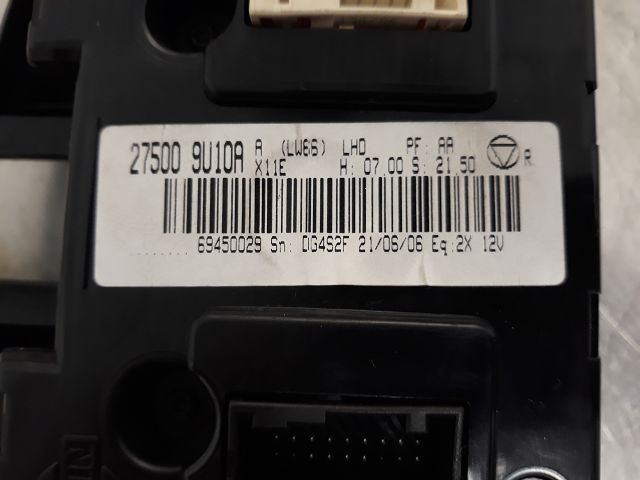 27500 9U10A A (LW66) LHD PF: AA R
X11E H: 07.00 S: 21.50
69450029 Sn: DG4S2F 21/06/06 Eq:2X 12V